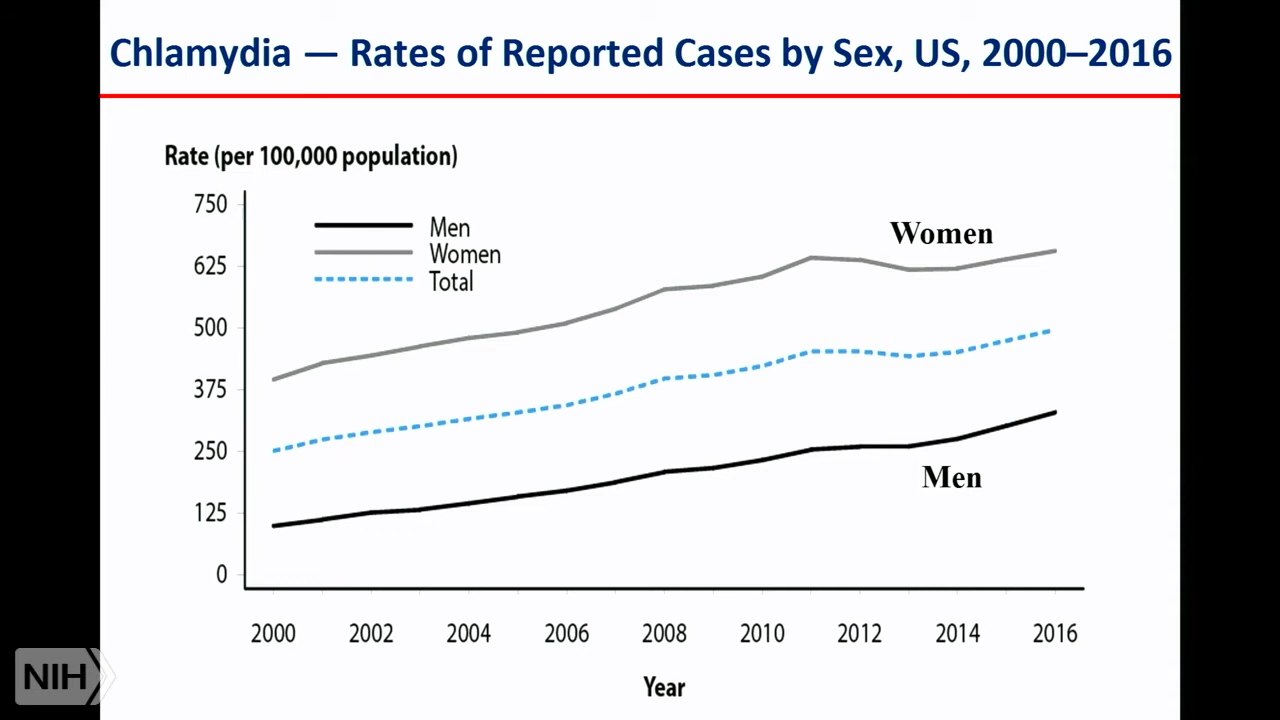 Chlamydia — Rates of Reported Cases by Sex, US, 2000–2016
Rate (per 100,000 population)
750
625
500
375
250
125
0
Men
Women
Total
Women
Men
2000 2002 2004 2006 2008 2010 2012 2014 2016
Year
NIH